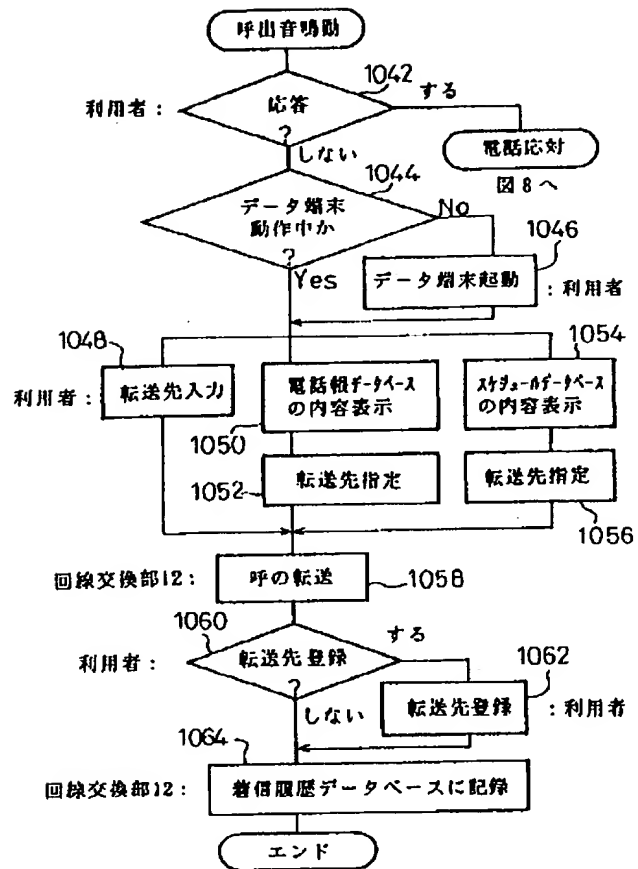 呼出音鳴動
1042
利用者: 応答 する
?
しない
電話応対
図8へ
1044
データ端末
動作中か
?
No
Yes
1046
データ端末起動 :利用者
1048
利用者: 転送先入力
電話帳データベース
の内容表示
1050
1052
転送先指定
1054
スケジュールデータベース
の内容表示
転送先指定
1056
回線交換部12: 呼の転送
1058
1060
利用者: 転送先登録 する
?
しない
1062
転送先登録 :利用者
1064
回線交換部12: 着信履歴データベースに記録
エンド